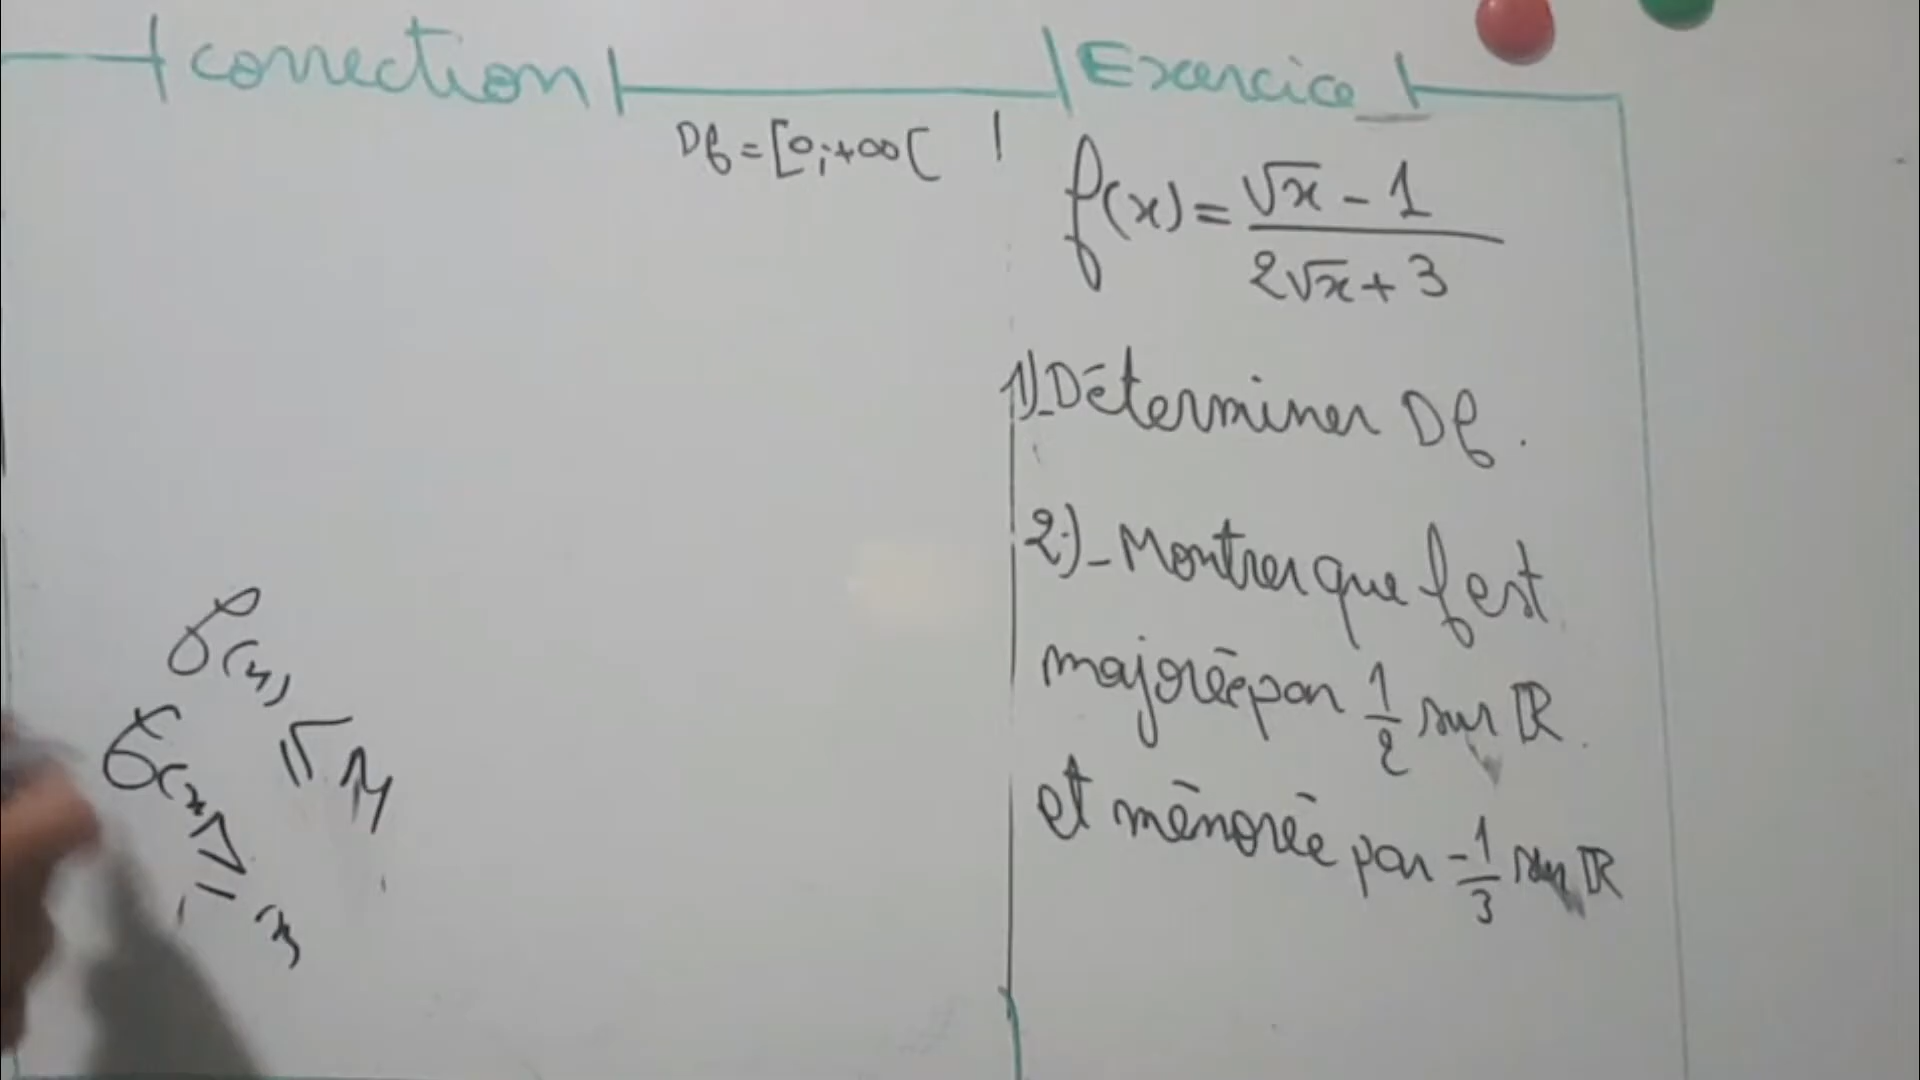 correction
Df = [0;+∞[
f(x)
≤ M
f(x)
≥
Exercice
f(x) = √x - 1
2√x + 3
1)_Déterminer Df.
2)_Montrer que f est
majorée par 1/2 sur ℝ
et ménorée par -1/3 sur ℝ